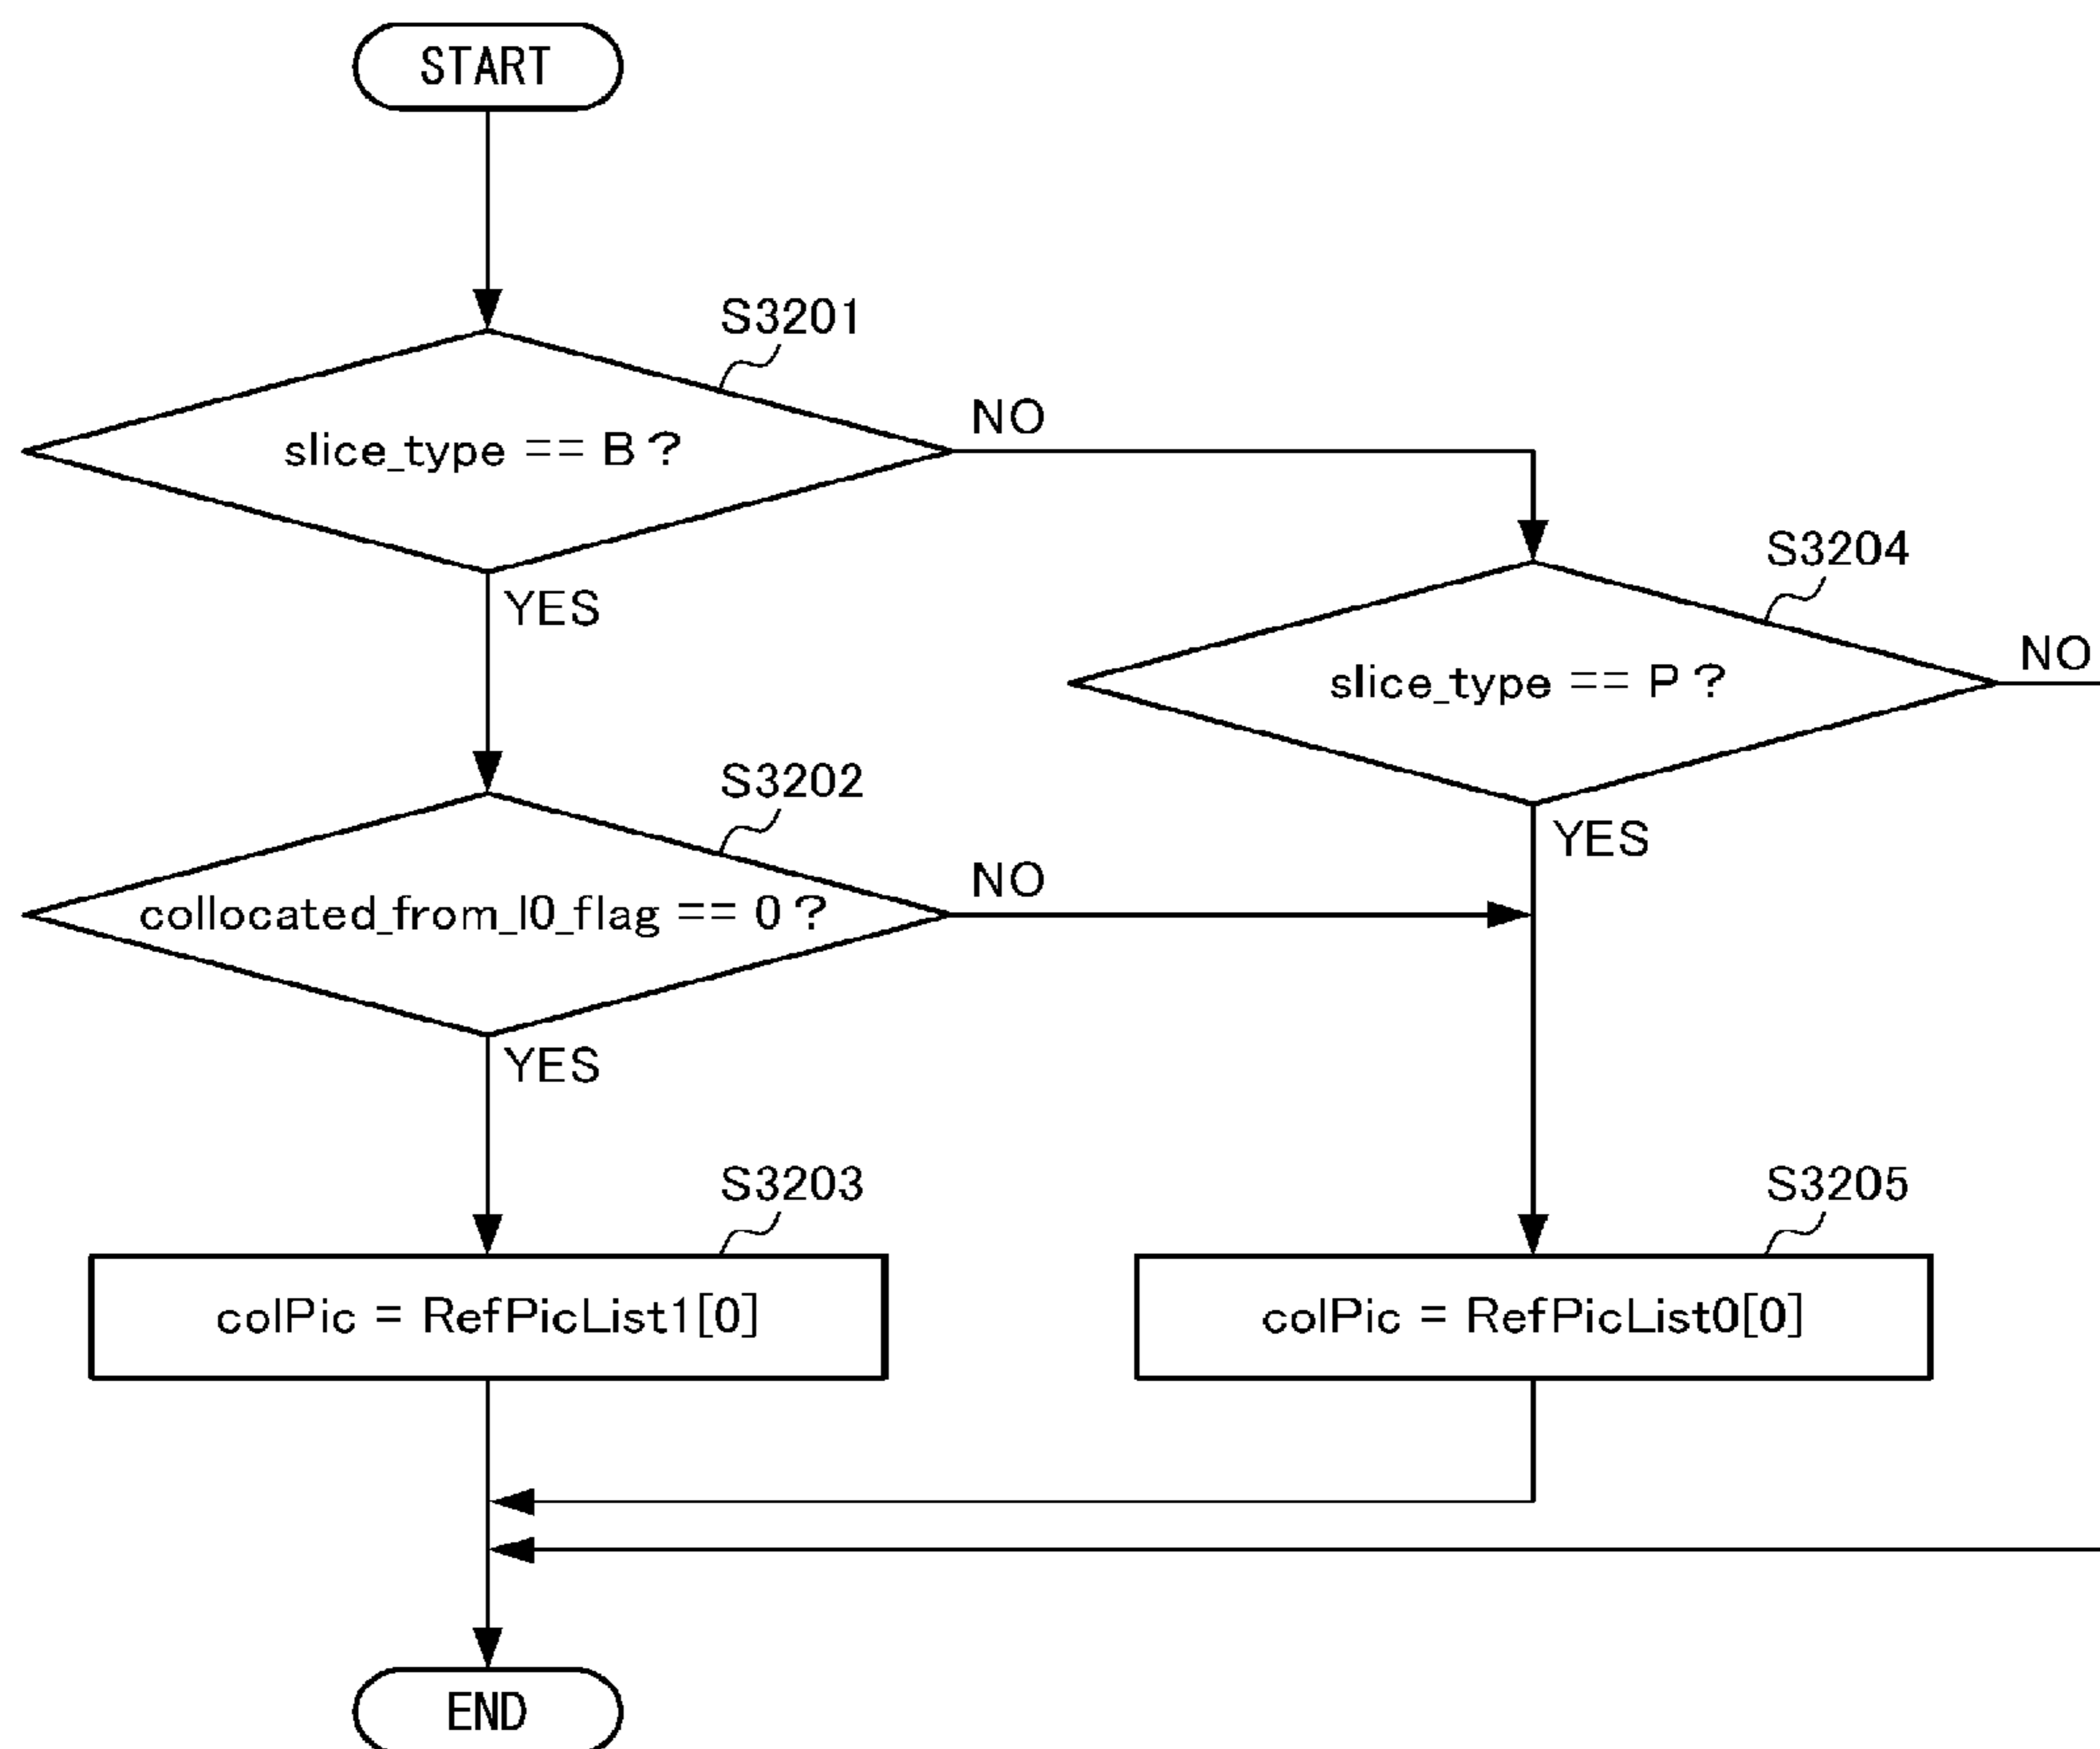 START
S3201
slice_type == B ?
NO
YES
S3204
slice_type == P ?
NO
YES
S3202
collocated_from_l0_flag == 0 ?
NO
YES
S3203
colPic = RefPicList1[0]
S3205
colPic = RefPicList0[0]
END